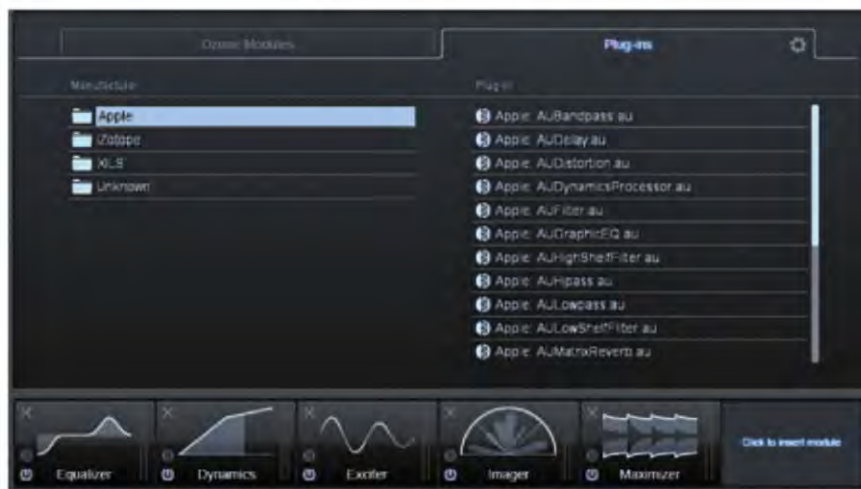 Ozone Modules
Plug-ins
Manufacturer
Plug-in
Apple
iZotope
XILS
Unknown
Apple: AUBandpass.au
Apple: AUDelay.au
Apple: AUDistortion.au
Apple: AUDynamicsProcessor.au
Apple: AUFilter.au
Apple: AUGraphicEQ.au
Apple: AUHighShelfFilter.au
Apple: AUHipass.au
Apple: AULowpass.au
Apple: AULowShelfFilter.au
Apple: AUMatrixReverb.au
Equalizer
Dynamics
Exciter
Imager
Maximizer
Click to insert module